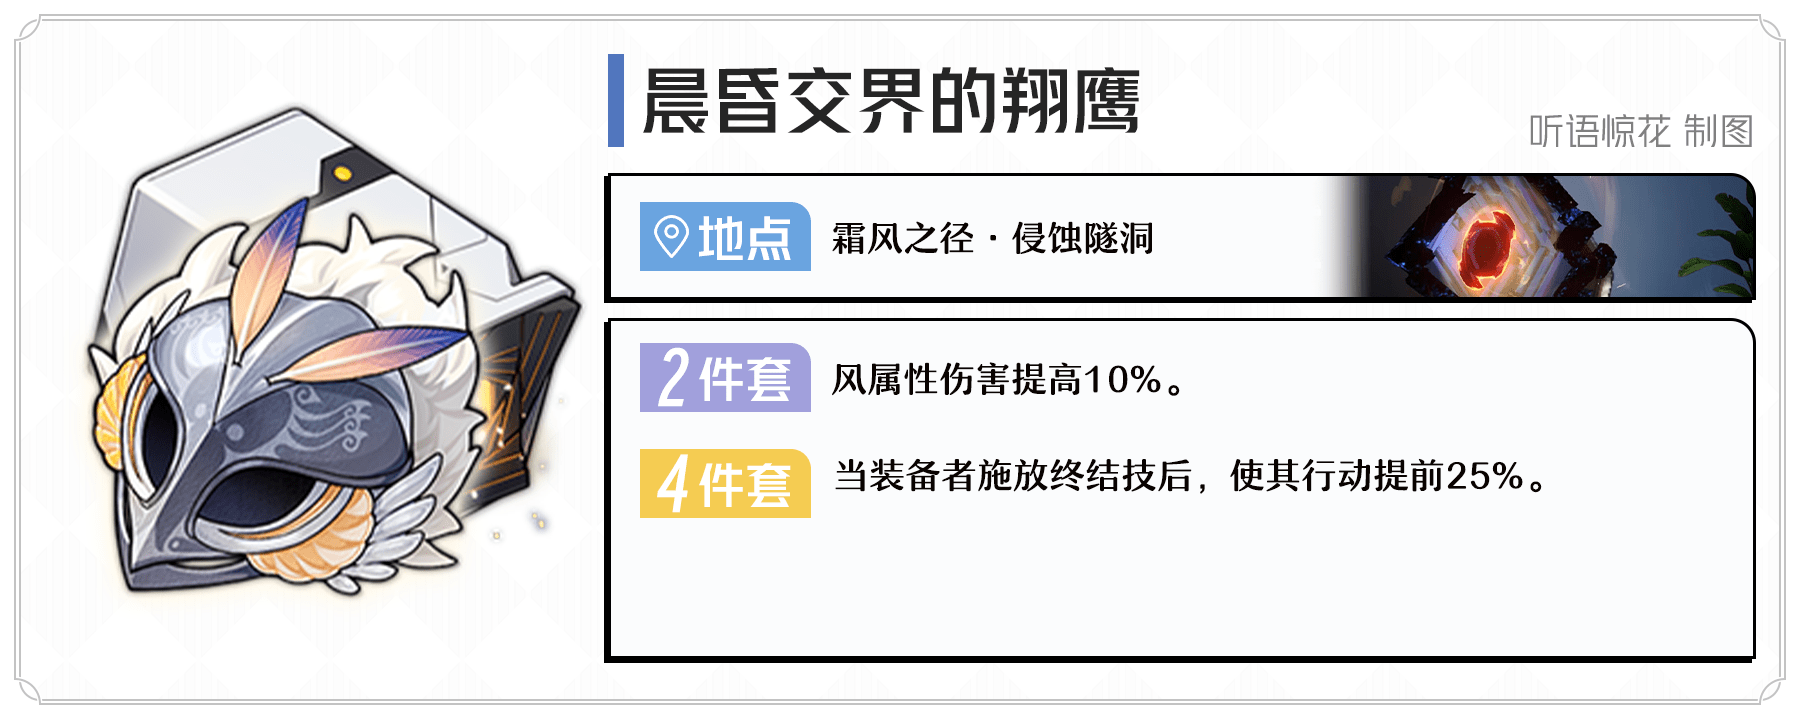 晨昏交界的翔鹰
听语惊花 制图
地点 霜风之径·侵蚀隧洞
2件套 风属性伤害提高10%。
4件套 当装备者施放终结技后，使其行动提前25%。